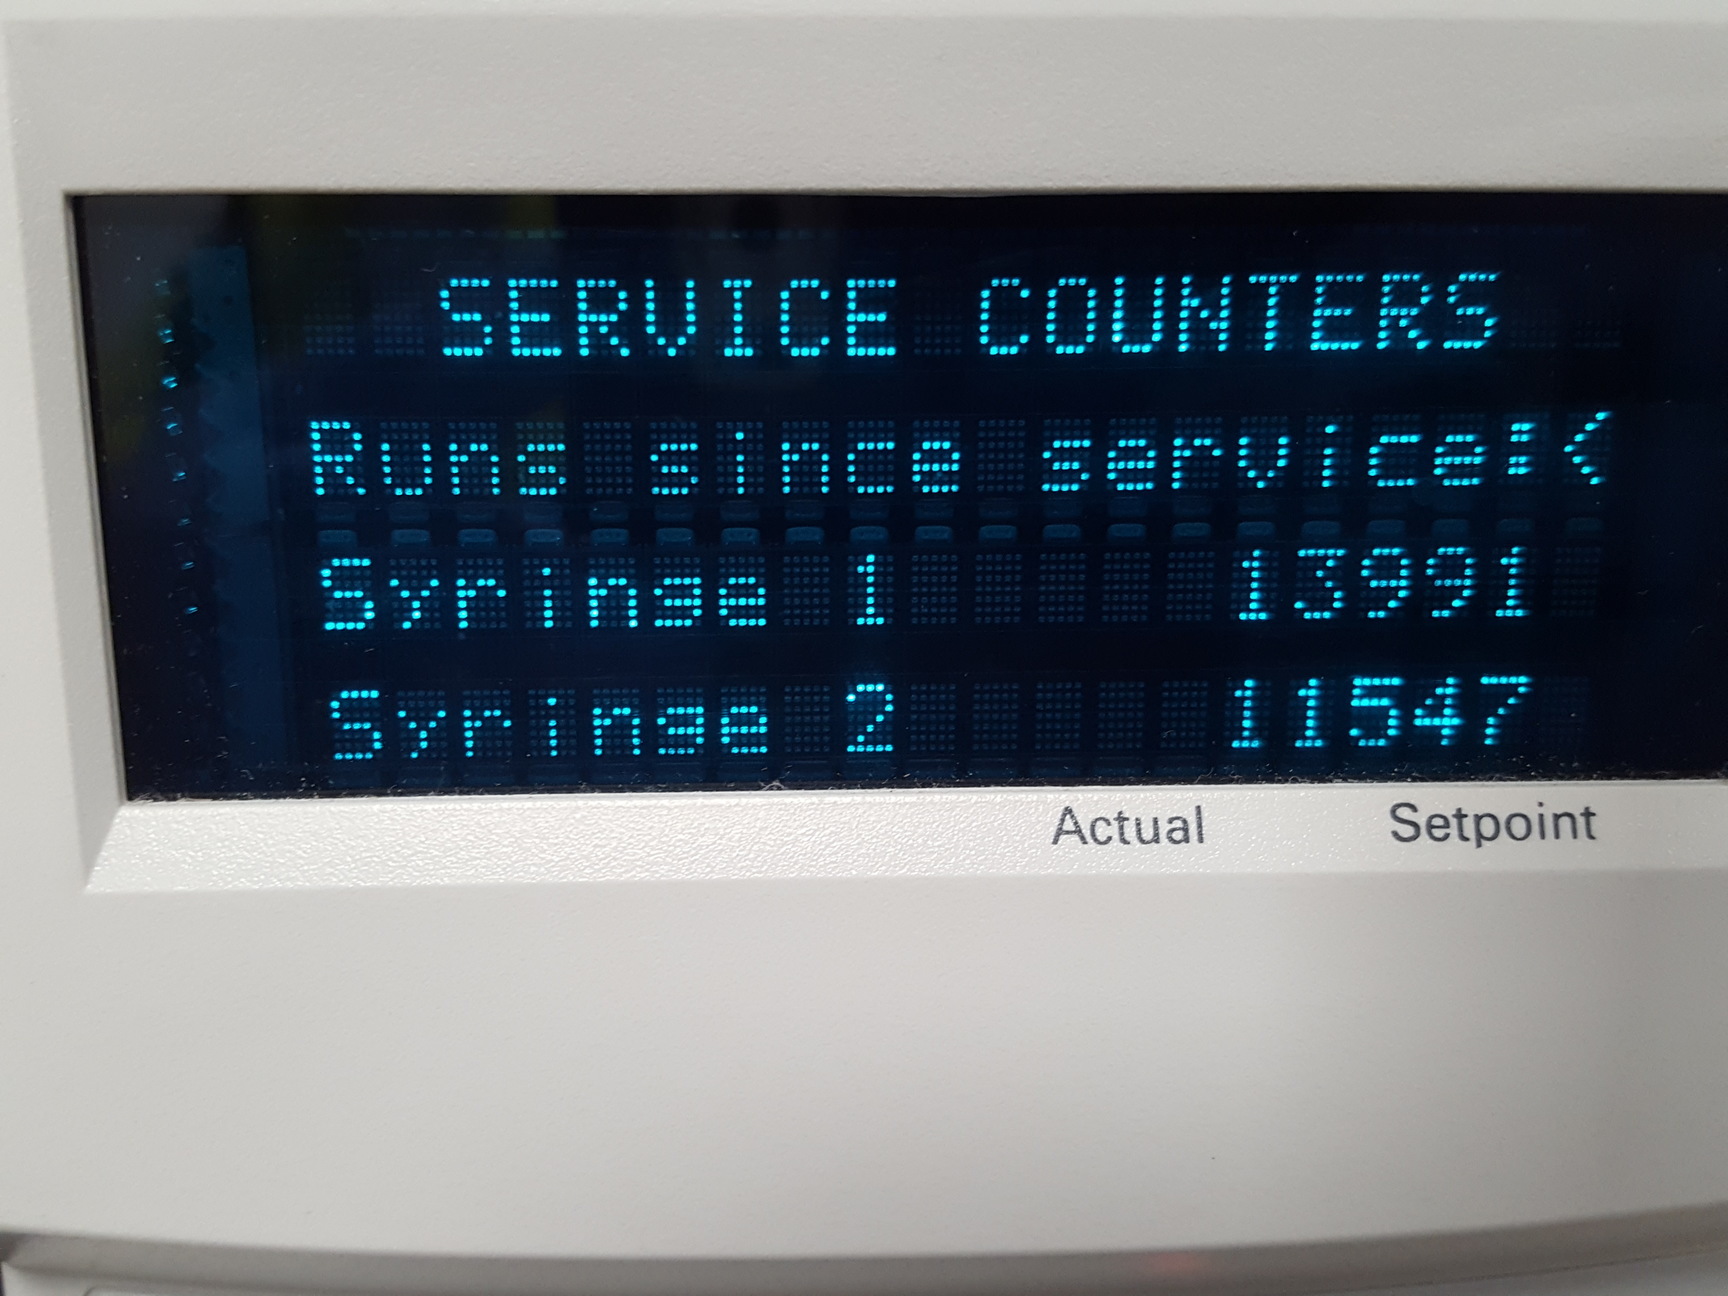 SERVICE COUNTERS
Runs since service:<
Syringe 1 13991
Syringe 2 11547
Actual Setpoint